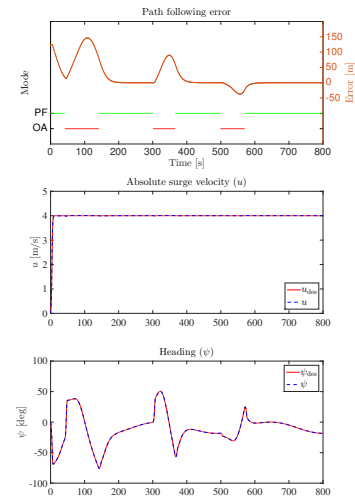 Path following error
150
100
50
0
-50
Mode
Error [m]
PF
OA
0 100 200 300 400 500 600 700 800
Time [s]
Absolute surge velocity (u)
5
4
3
2
1
0
u [m/s]
u_des
u
0 100 200 300 400 500 600 700 800
Heading (ψ)
100
50
0
-50
-100
ψ [deg]
ψ_des
ψ
0 100 200 300 400 500 600 700 800